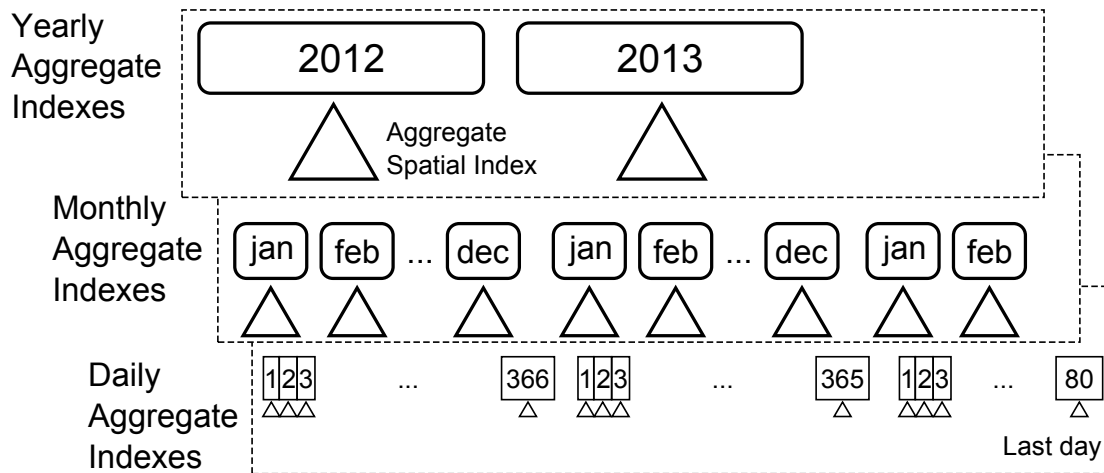 Yearly
Aggregate
Indexes
2012 2013
Aggregate
Spatial Index
Monthly
Aggregate
Indexes
jan feb ... dec jan feb ... dec jan feb
Daily
Aggregate
Indexes
1 2 3 ... 366 1 2 3 ... 365 1 2 3 ... 80
Last day